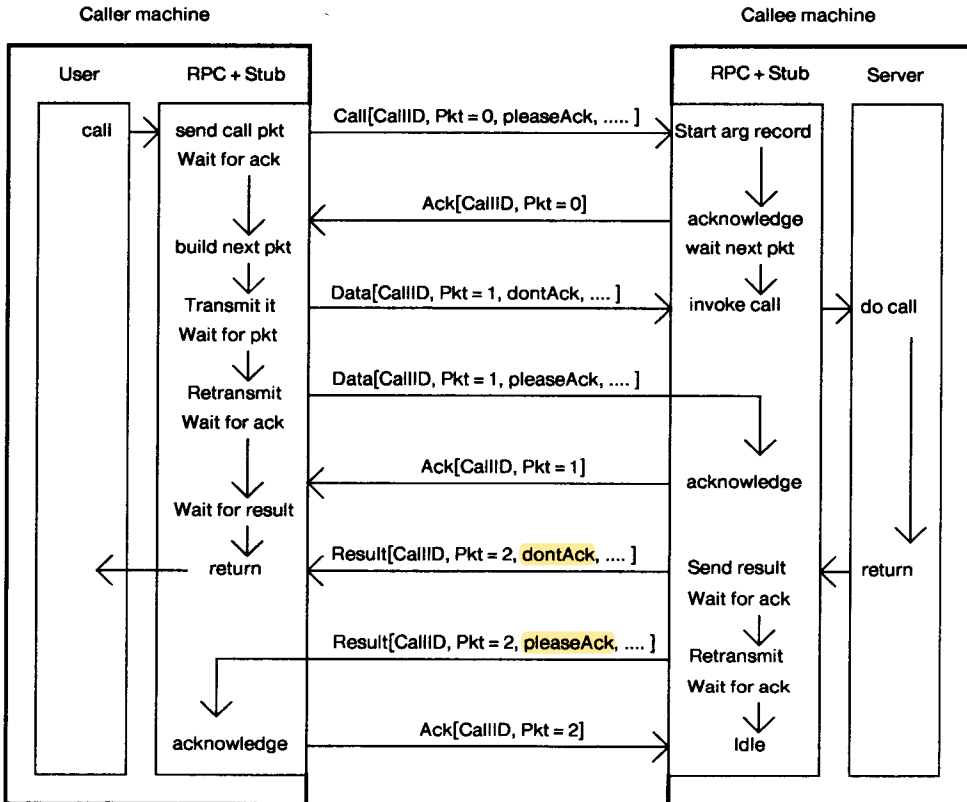 Caller machine
Callee machine
User
RPC + Stub
RPC + Stub
Server
call
send call pkt
Call[CallID, Pkt = 0, pleaseAck, ..... ]
Start arg record
Wait for ack
Ack[CallID, Pkt = 0]
acknowledge
build next pkt
wait next pkt
Transmit it
Data[CallID, Pkt = 1, dontAck, .... ]
invoke call
do call
Wait for pkt
Retransmit
Data[CallID, Pkt = 1, pleaseAck, .... ]
Wait for ack
Ack[CallID, Pkt = 1]
acknowledge
Wait for result
return
Result[CallID, Pkt = 2, dontAck, .... ]
Send result
return
Wait for ack
Result[CallID, Pkt = 2, pleaseAck, .... ]
Retransmit
Wait for ack
acknowledge
Ack[CallID, Pkt = 2]
Idle